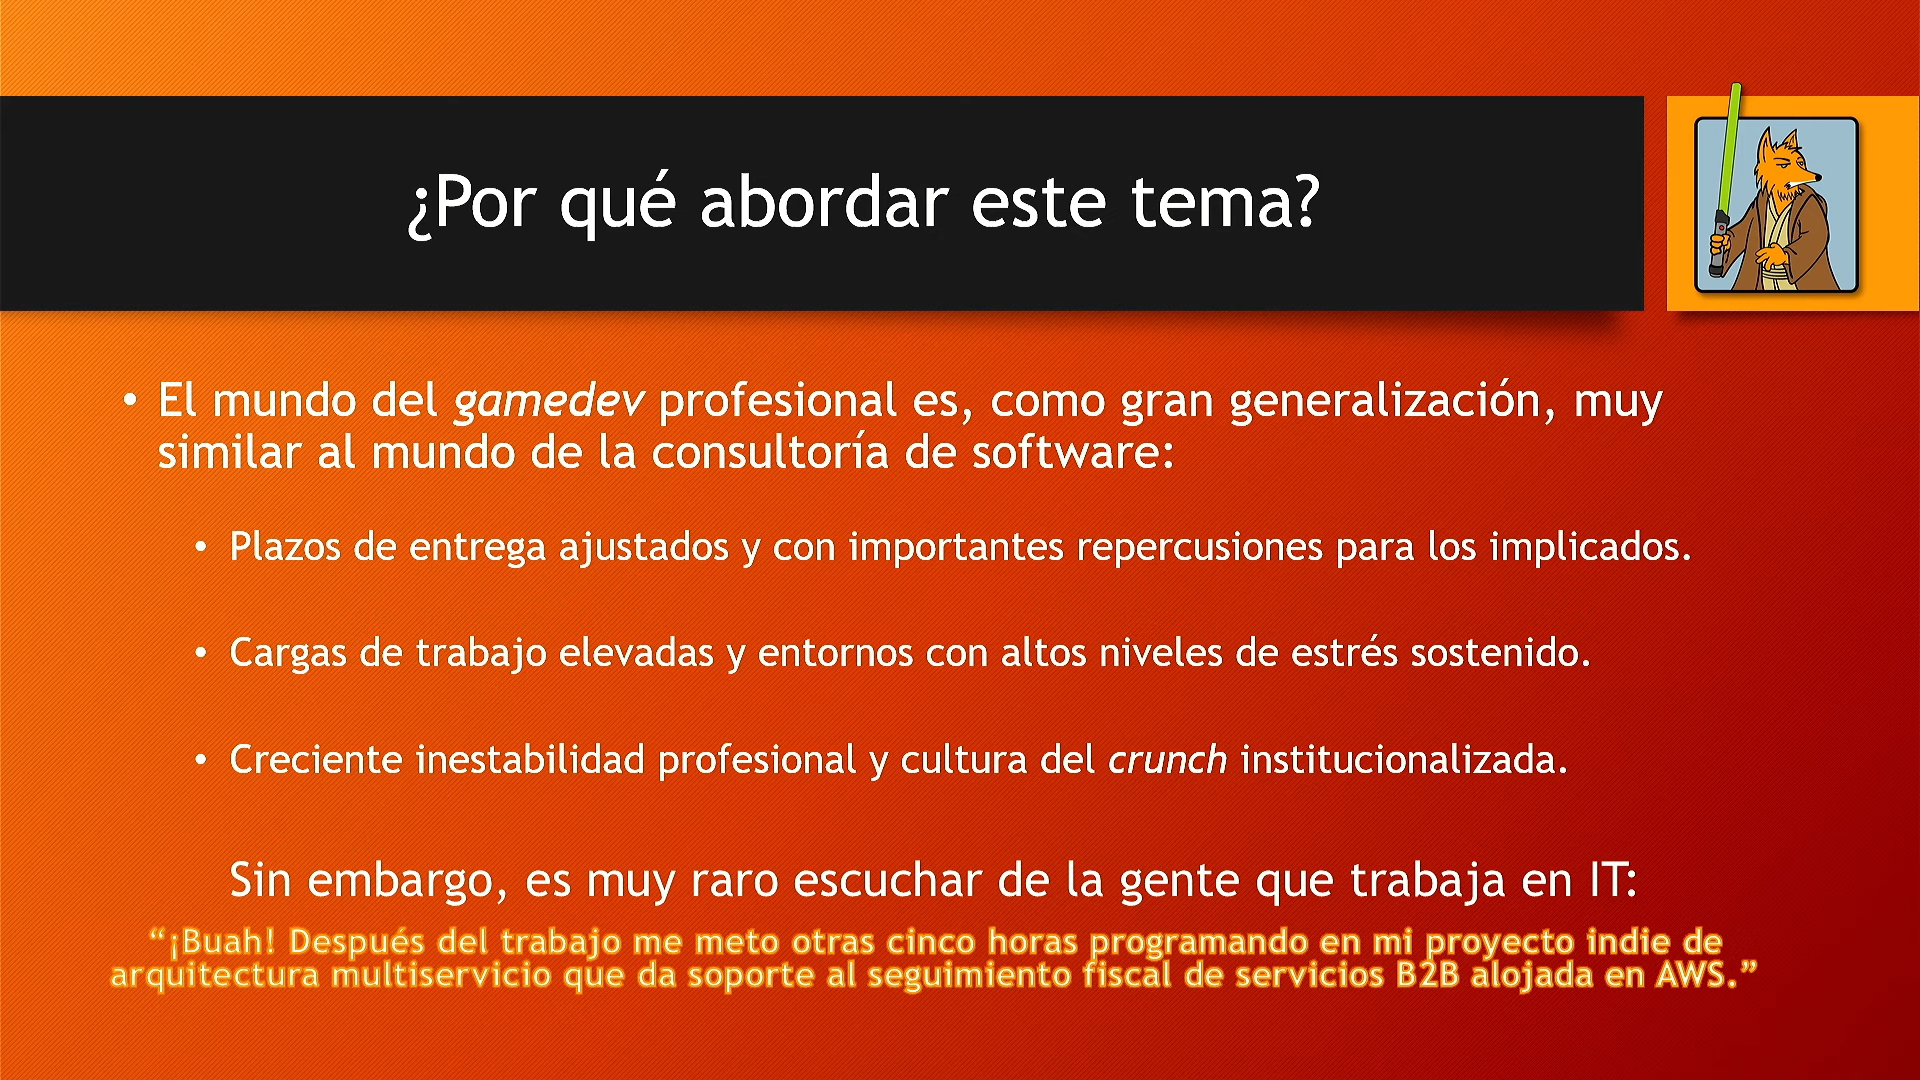 ¿Por qué abordar este tema?
• El mundo del gamedev profesional es, como gran generalización, muy
similar al mundo de la consultoría de software:
• Plazos de entrega ajustados y con importantes repercusiones para los implicados.
• Cargas de trabajo elevadas y entornos con altos niveles de estrés sostenido.
• Creciente inestabilidad profesional y cultura del crunch institucionalizada.
Sin embargo, es muy raro escuchar de la gente que trabaja en IT:
“¡Buah! Después del trabajo me meto otras cinco horas programando en mi proyecto indie de
arquitectura multiservicio que da soporte al seguimiento fiscal de servicios B2B alojada en AWS.”